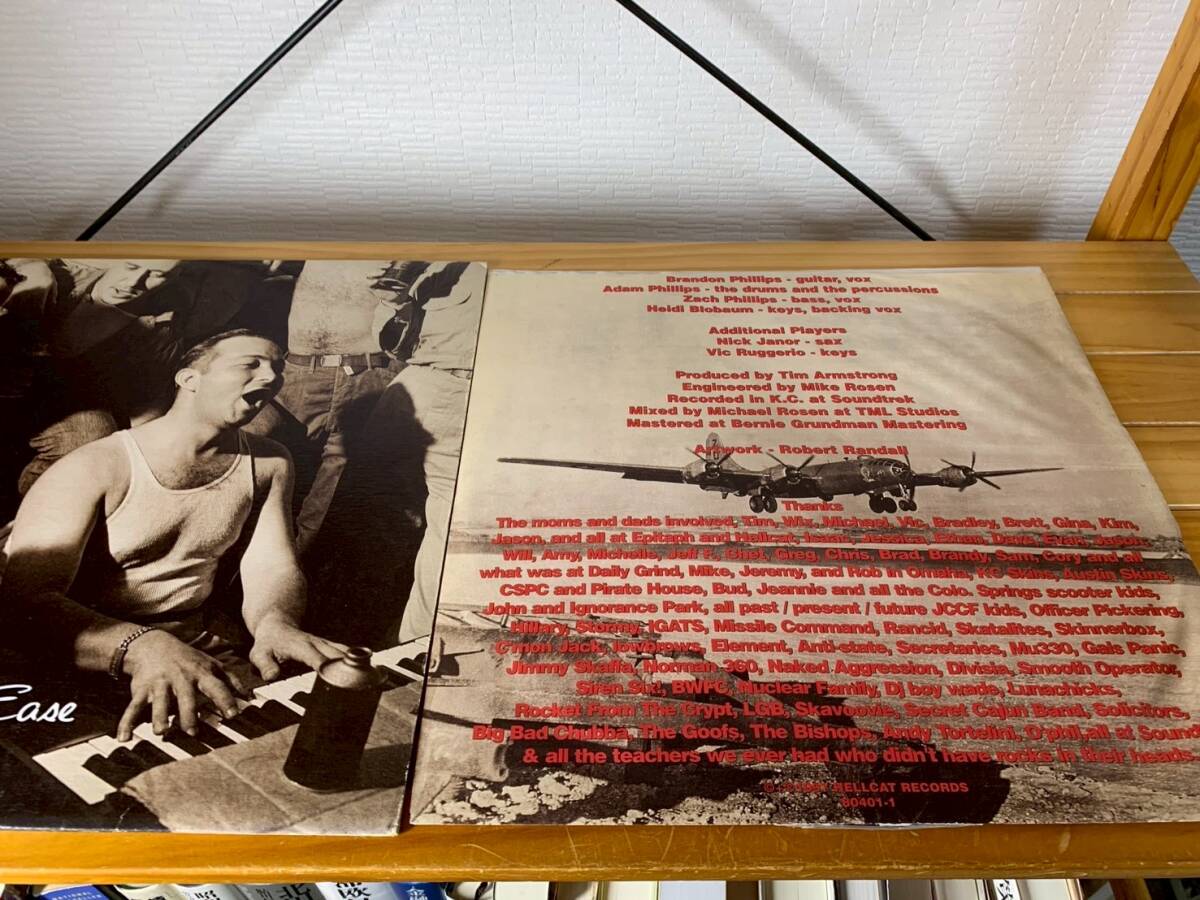 Brandon Phillips - guitar, vox
Adam Phillips - the drums and the percussions
Zach Phillips - bass, vox
Heidi Blobaum - keys, backing vox
Additional Players
Nick Janor - sax
Vic Ruggerio - keys
Produced by Tim Armstrong
Engineered by Mike Rosen
Recorded in K.C. at Soundtrek
Mixed by Michael Rosen at TML Studios
Mastered at Bernie Grundman Mastering
Artwork - Robert Randall
Thanks
The moms and dads involved, Tim, Wix, Michael, Vic, Bradley, Brett, Gina, Kim,
Jason, and all at Epitaph and Hellcat, Isaac, Jessica, Ethan, Dave, Evan, Jason
Will, Amy, Michelle, Jeff F. Chet, Greg, Chris, Brad, Brandy, Sam, Cory and all
what was at Daily Grind, Mike, Jeremy, and Rob in Omaha, KC Skins, Austin Skins,
CSPC and Pirate House, Bud, Jeannie and all the Colo. Springs scooter kids,
John and Ignorance Park, all past / present / future JCCF kids, Officer Pickering,
Hillary, Stormy, IGATS, Missile Command, Rancid, Skatalites, Skinnerbox,
C'mon Jack, lowbrows, Element, Anti-state, Secretaries, Mu330, Gals Panic,
Jimmy Skaffa, Norman 360, Naked Aggression, Divisia, Smooth Operator,
Siren Six!, BWPC, Nuclear Family, Dj boy wade, Lunachicks,
Rocket From The Crypt, LGB, Skavoovie, Secret Cajun Band, Solicitors,
Big Bad Chubba, The Goofs, The Bishops, Andy Tortelini, O'phil, all at Sound
& all the teachers we ever had who didn't have rocks in their heads.
HELLCAT RECORDS
80401-1
Ease